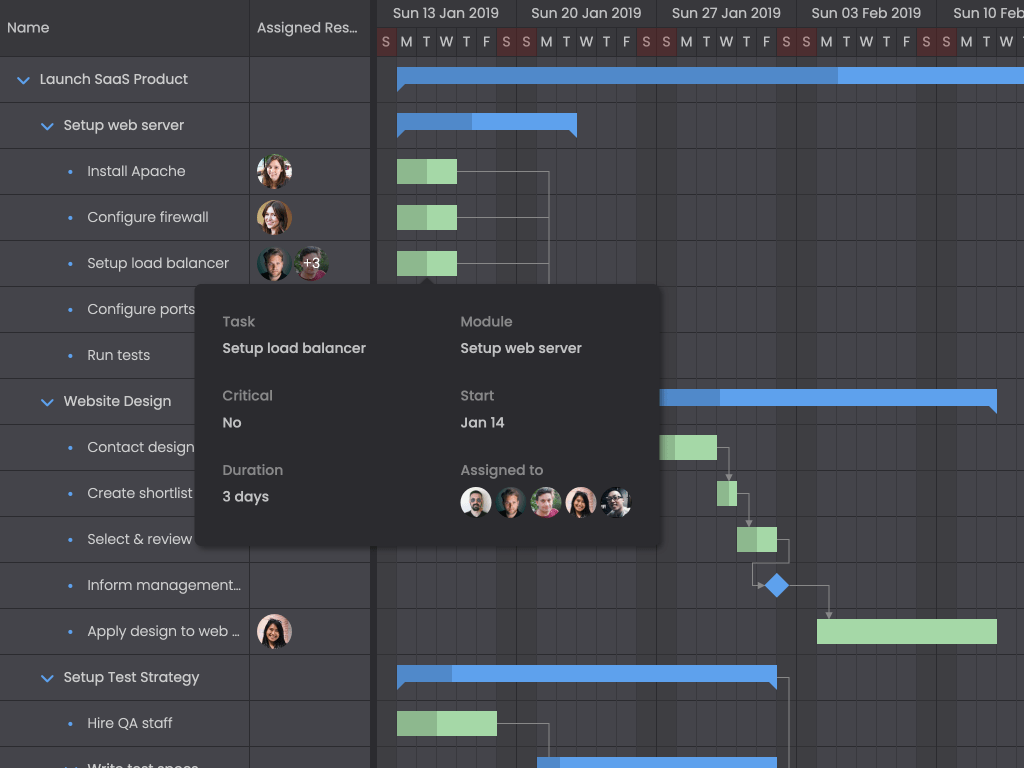 Name
Assigned Res...
Sun 13 Jan 2019
Sun 20 Jan 2019
Sun 27 Jan 2019
Sun 03 Feb 2019
Sun 10 Feb
S M T W T F S S M T W T F S S M T W T F S S M T W T F S S M T W
Launch SaaS Product
Setup web server
Install Apache
Configure firewall
Setup load balancer
+3
Configure ports
Run tests
Website Design
Contact design
Create shortlist
Select & review
Inform management...
Apply design to web ...
Setup Test Strategy
Hire QA staff
Write test specs
Task
Setup load balancer
Module
Setup web server
Critical
No
Start
Jan 14
Duration
3 days
Assigned to